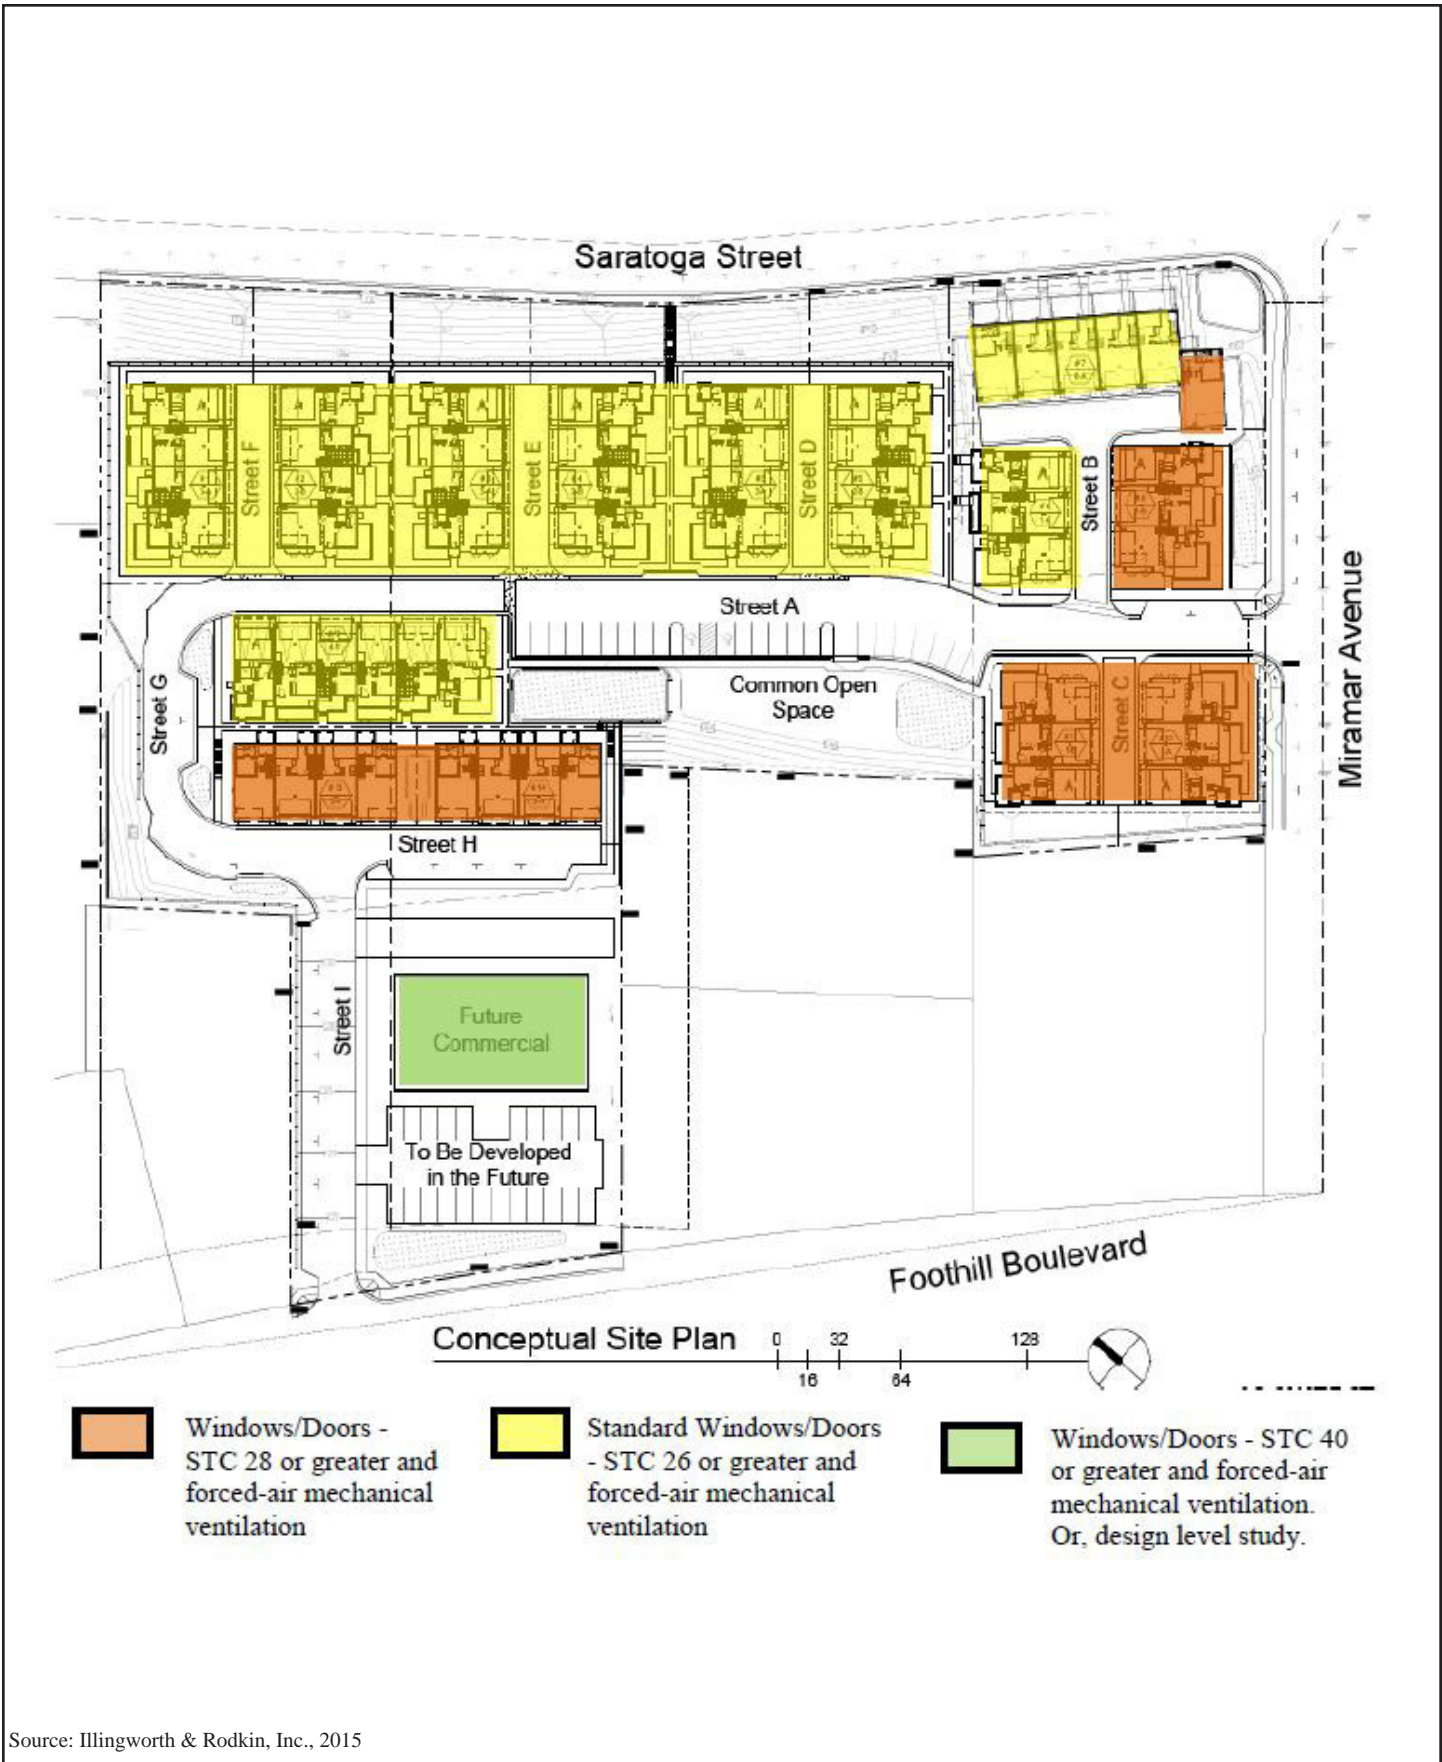 Saratoga Street
Street F
Street E
Street D
Street B
A
A
A
A
A
A
A
A
Street A
Miramar Avenue
Street G
Common Open
Space
Street C
A
A
Street H
Street I
Future
Commercial
To Be Developed
in the Future
Foothill Boulevard
Conceptual Site Plan
0
32
128
16
64
Windows/Doors -
STC 28 or greater and
forced-air mechanical
ventilation
Standard Windows/Doors
- STC 26 or greater and
forced-air mechanical
ventilation
Windows/Doors - STC 40
or greater and forced-air
mechanical ventilation.
Or, design level study.
Source: Illingworth & Rodkin, Inc., 2015